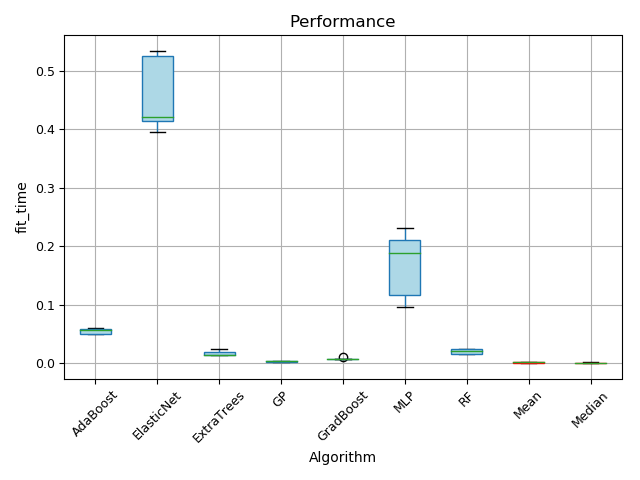 Performance
fit_time
0.5
0.4
0.3
0.2
0.1
0.0
AdaBoost
ElasticNet
ExtraTrees
GP
GradBoost
MLP
RF
Mean
Median
Algorithm